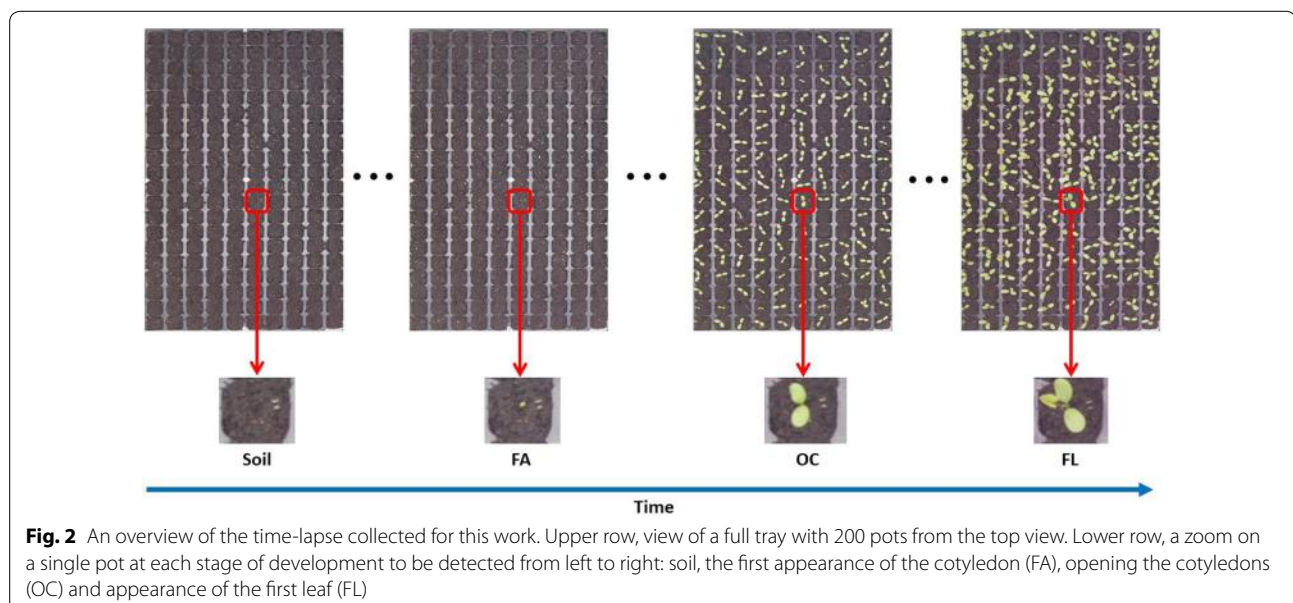 Soil
FA
OC
FL
Time
Fig. 2 An overview of the time-lapse collected for this work. Upper row, view of a full tray with 200 pots from the top view. Lower row, a zoom on
a single pot at each stage of development to be detected from left to right: soil, the first appearance of the cotyledon (FA), opening the cotyledons
(OC) and appearance of the first leaf (FL)